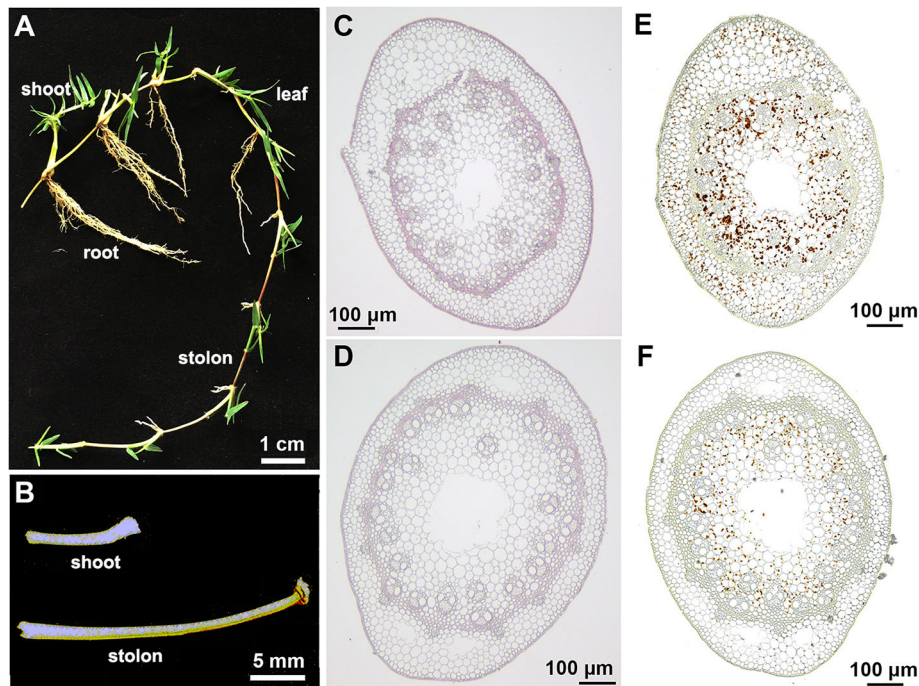 A
shoot
leaf
root
stolon
1 cm
B
shoot
stolon
5 mm
C
100 µm
D
100 µm
E
100 µm
F
100 µm